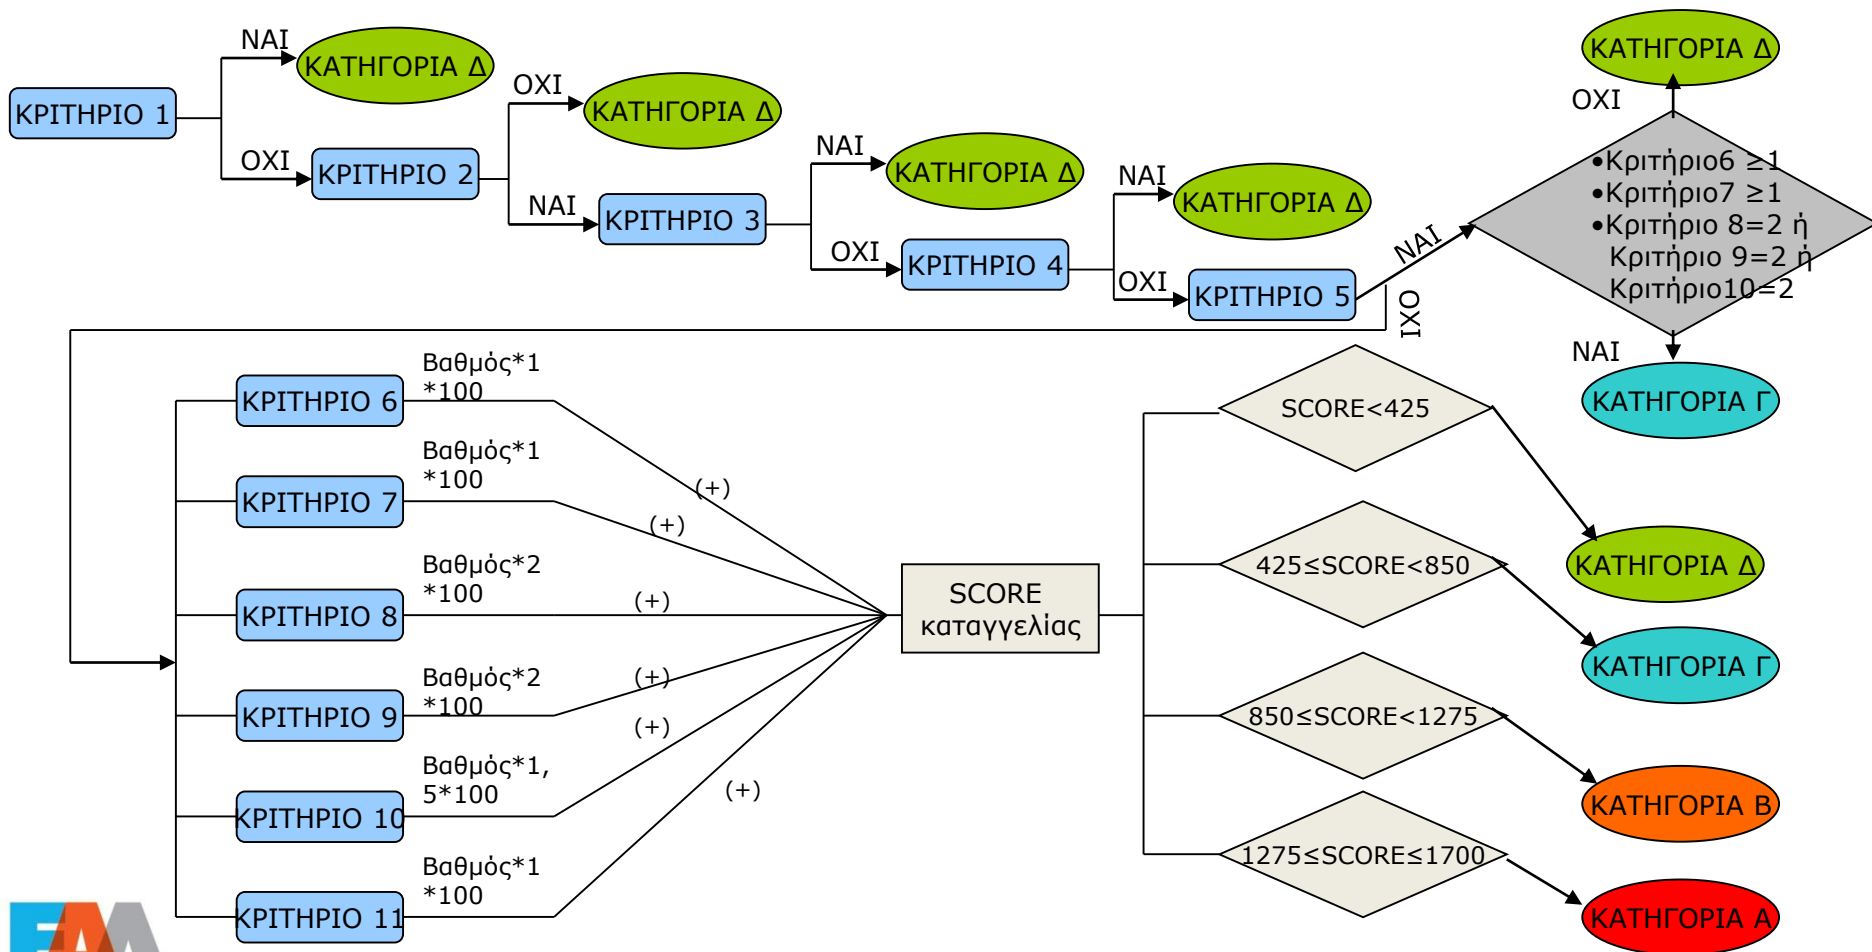 ΝΑΙ
ΚΑΤΗΓΟΡΙΑ Δ
ΚΡΙΤΗΡΙΟ 1
ΟΧΙ
ΚΡΙΤΗΡΙΟ 2
ΟΧΙ
ΚΑΤΗΓΟΡΙΑ Δ
ΝΑΙ
ΚΡΙΤΗΡΙΟ 3
ΝΑΙ
ΚΑΤΗΓΟΡΙΑ Δ
ΟΧΙ
ΚΡΙΤΗΡΙΟ 4
ΝΑΙ
ΚΑΤΗΓΟΡΙΑ Δ
ΟΧΙ
ΚΡΙΤΗΡΙΟ 5
ΝΑΙ
ΟΧΙ
ΚΑΤΗΓΟΡΙΑ Δ
ΟΧΙ
•Κριτήριο6 ≥1
•Κριτήριο7 ≥1
•Κριτήριο 8=2 ή
Κριτήριο 9=2 ή
Κριτήριο10=2
ΝΑΙ
ΚΑΤΗΓΟΡΙΑ Γ
ΚΡΙΤΗΡΙΟ 6
Βαθμός*1
*100
(+)
ΚΡΙΤΗΡΙΟ 7
Βαθμός*1
*100
(+)
ΚΡΙΤΗΡΙΟ 8
Βαθμός*2
*100
(+)
ΚΡΙΤΗΡΙΟ 9
Βαθμός*2
*100
(+)
ΚΡΙΤΗΡΙΟ 10
Βαθμός*1,
5*100
(+)
ΚΡΙΤΗΡΙΟ 11
Βαθμός*1
*100
(+)
SCORE
καταγγελίας
SCORE<425
ΚΑΤΗΓΟΡΙΑ Δ
425≤SCORE<850
ΚΑΤΗΓΟΡΙΑ Γ
850≤SCORE<1275
ΚΑΤΗΓΟΡΙΑ Β
1275≤SCORE≤1700
ΚΑΤΗΓΟΡΙΑ Α